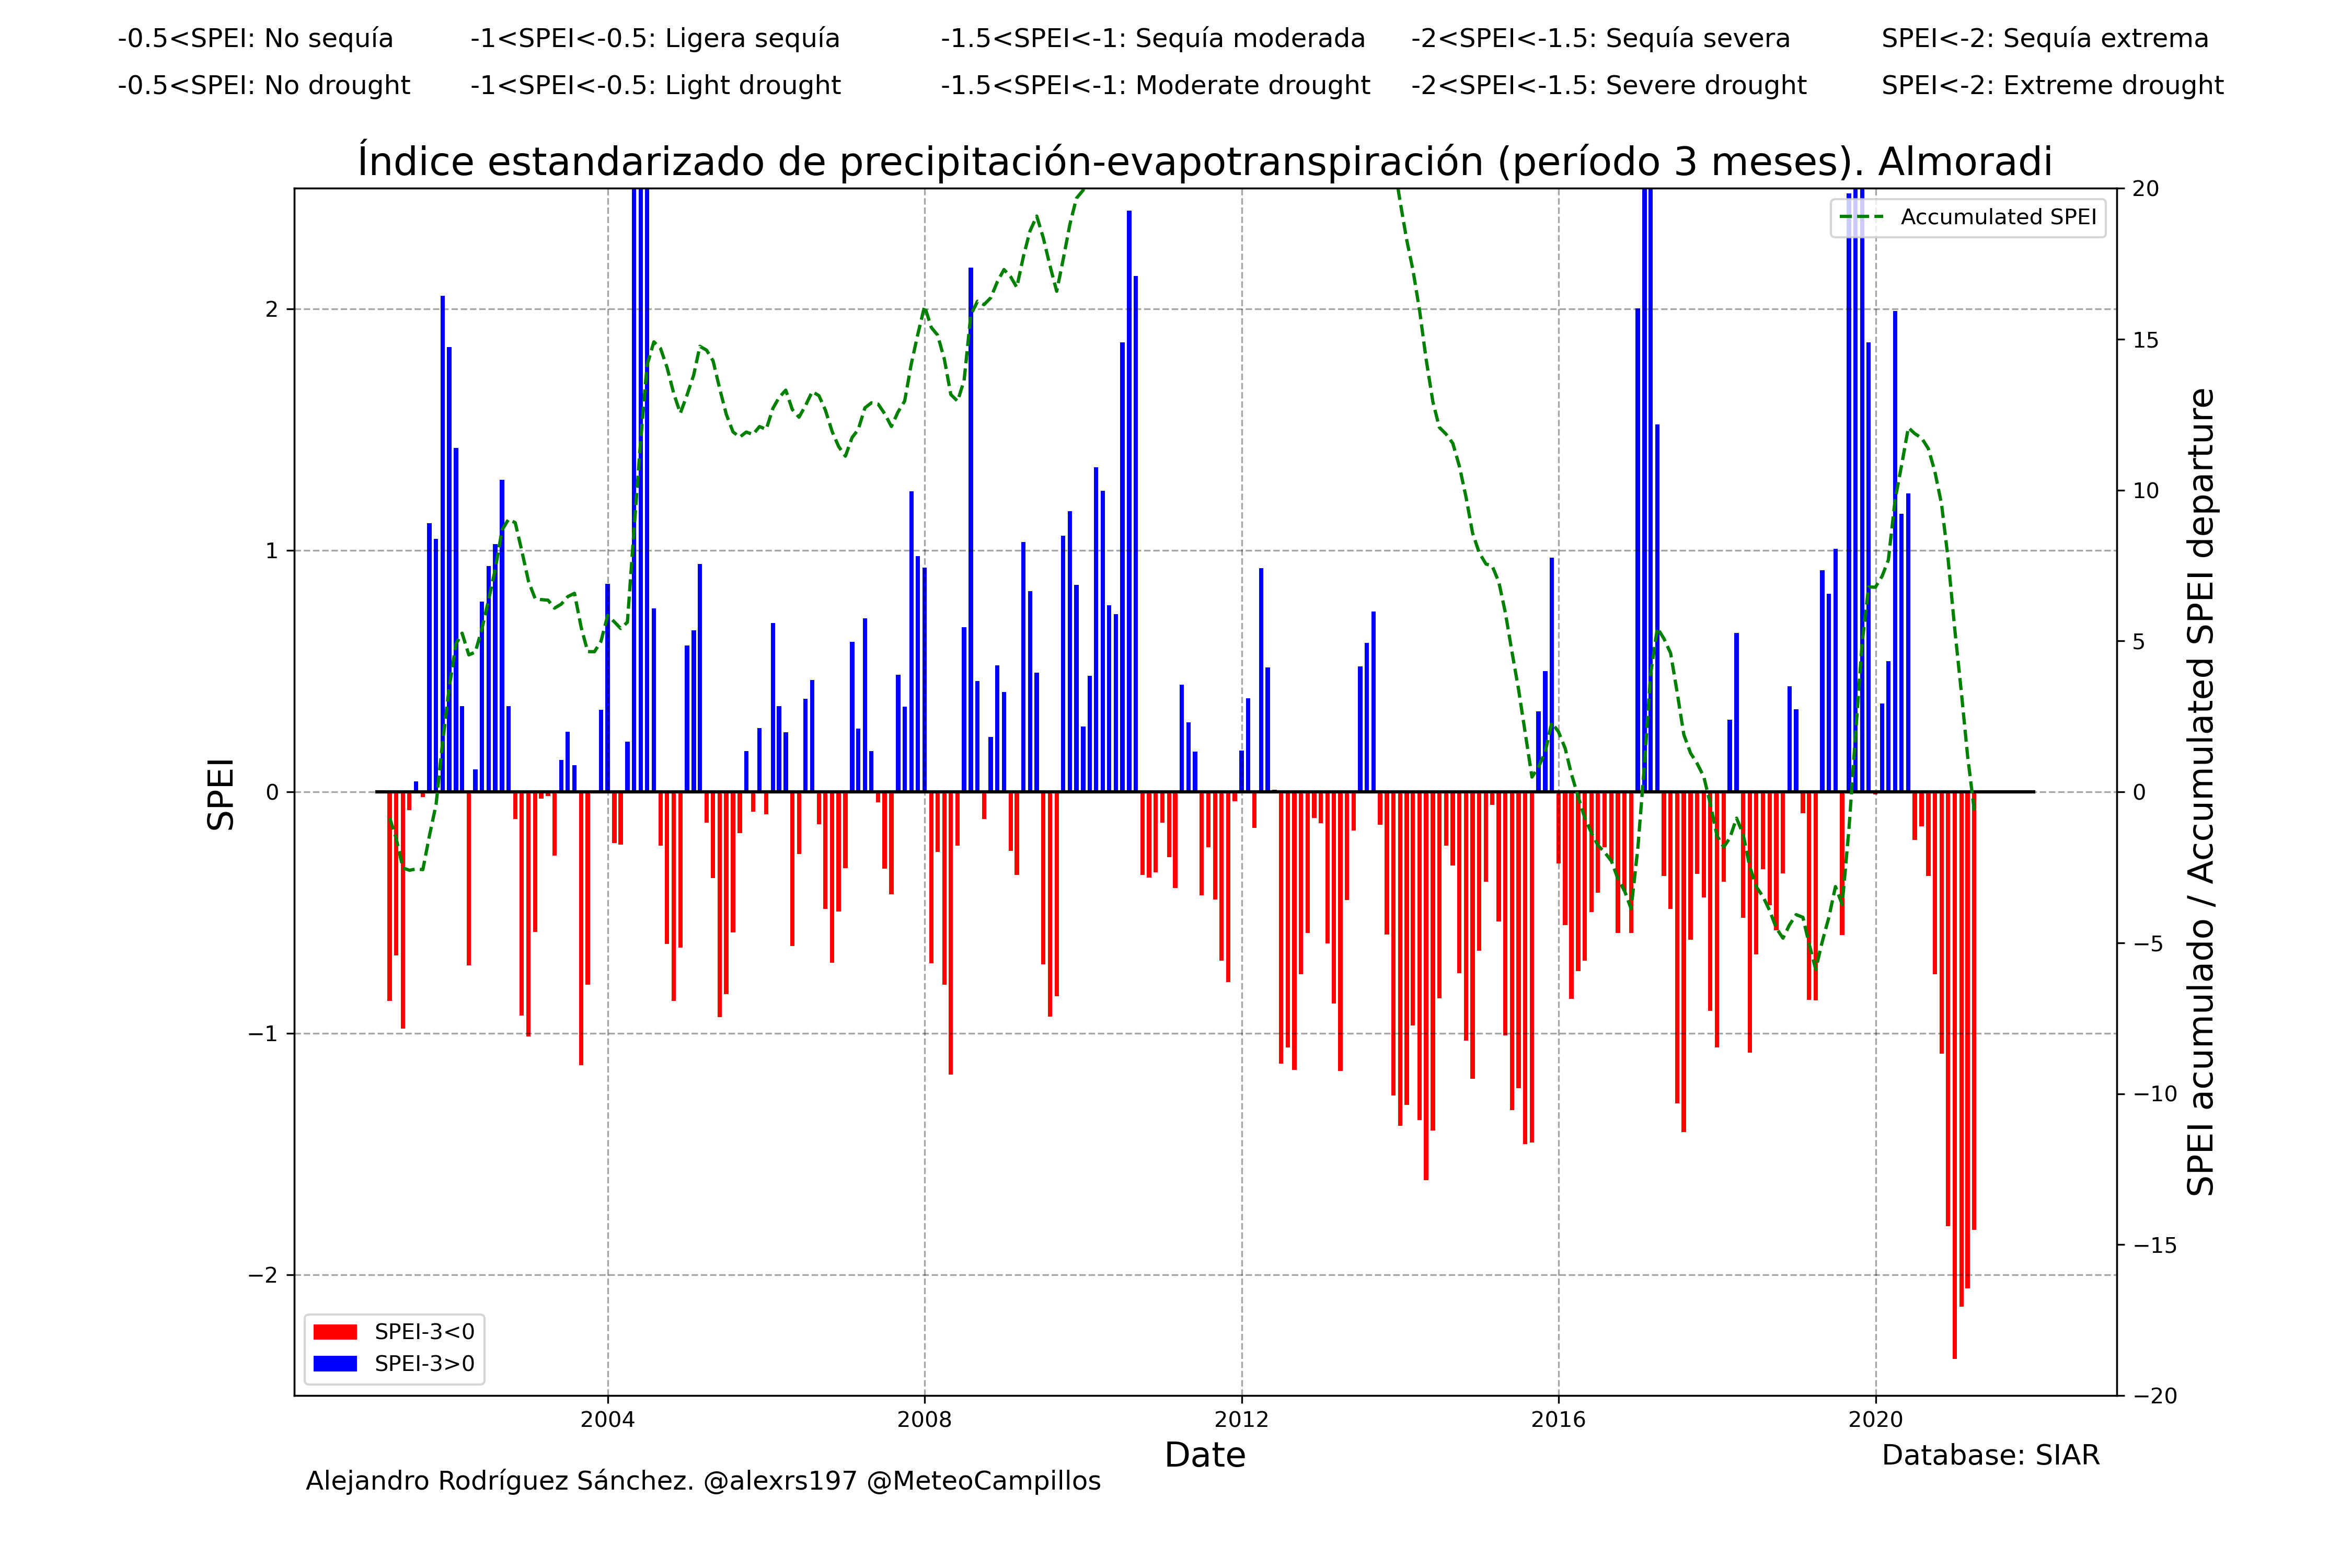 -0.5<SPEI: No sequía -1<SPEI<-0.5: Ligera sequía -1.5<SPEI<-1: Sequía moderada -2<SPEI<-1.5: Sequía severa SPEI<-2: Sequía extrema
-0.5<SPEI: No drought -1<SPEI<-0.5: Light drought -1.5<SPEI<-1: Moderate drought -2<SPEI<-1.5: Severe drought SPEI<-2: Extreme drought
Índice estandarizado de precipitación-evapotranspiración (período 3 meses). Almoradi
Accumulated SPEI
SPEI
2
1
0
−1
−2
20
15
10
5
0
−5
−10
−15
−20
SPEI acumulado / Accumulated SPEI departure
SPEI-3<0
SPEI-3>0
2004 2008 2012 2016 2020
Date
Database: SIAR
Alejandro Rodríguez Sánchez. @alexrs197 @MeteoCampillos